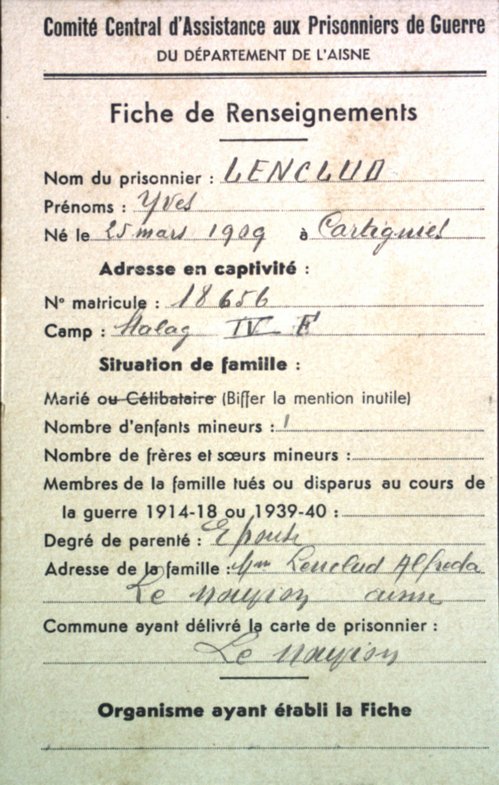 Comité Central d'Assistance aux Prisonniers de Guerre
DU DÉPARTEMENT DE L'AISNE
Fiche de Renseignements
Nom du prisonnier : LENCLUD
Prénoms : Yves
Né le 25 mars 1909 à Cartignies
Adresse en captivité :
N° matricule : 18656
Camp : Stalag IV F
Situation de famille :
Marié ou Célibataire (Biffer la mention inutile)
Nombre d'enfants mineurs : 1
Nombre de frères et sœurs mineurs :
Membres de la famille tués ou disparus au cours de
la guerre 1914-18 ou 1939-40 :
Degré de parenté : Epouse
Adresse de la famille : Mme Lenclud Alfreda
Le Nouvion aisne
Commune ayant délivré la carte de prisonnier :
Le Nouvion
Organisme ayant établi la Fiche